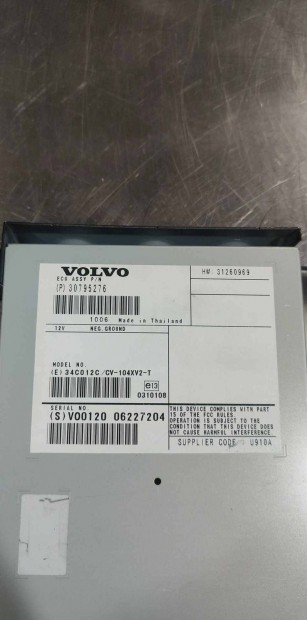 VOLVO
ECU ASSY P/N
(P) 30795276
HW: 31260969
1006 Made in Thailand
12V NEG.GROUND
MODEL NO.
(E) 34C012C/CV-104XV2-T
e13
0310108
SERIAL NO.
(S) V00120 06227204
THIS DEVICE COMPLIES WITH PART
15 OF THE FCC RULES.
OPERATION IS SUBJECT TO THE
CONDITION THAT THIS DEVICE DOES
NOT CAUSE HARMFUL INTERFERENCE.
SUPPLIER CODE U9104